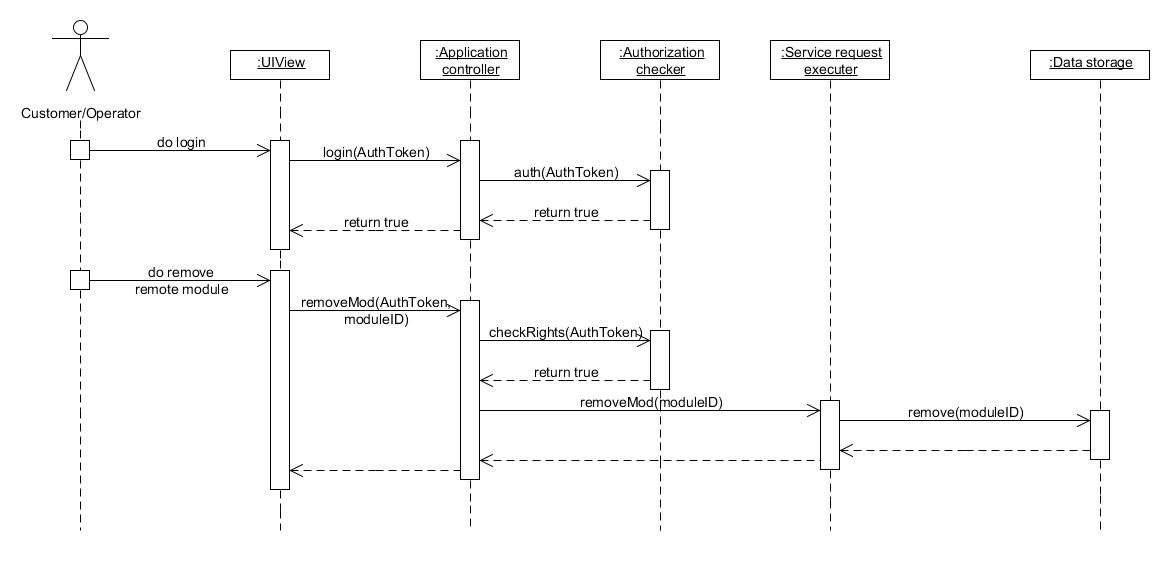 :UIView
:Application
controller
:Authorization
checker
:Service request
executer
:Data storage
Customer/Operator
do login
login(AuthToken)
auth(AuthToken)
return true
return true
do remove
remote module
removeMod(AuthToken,
moduleID)
checkRights(AuthToken)
return true
removeMod(moduleID)
remove(moduleID)